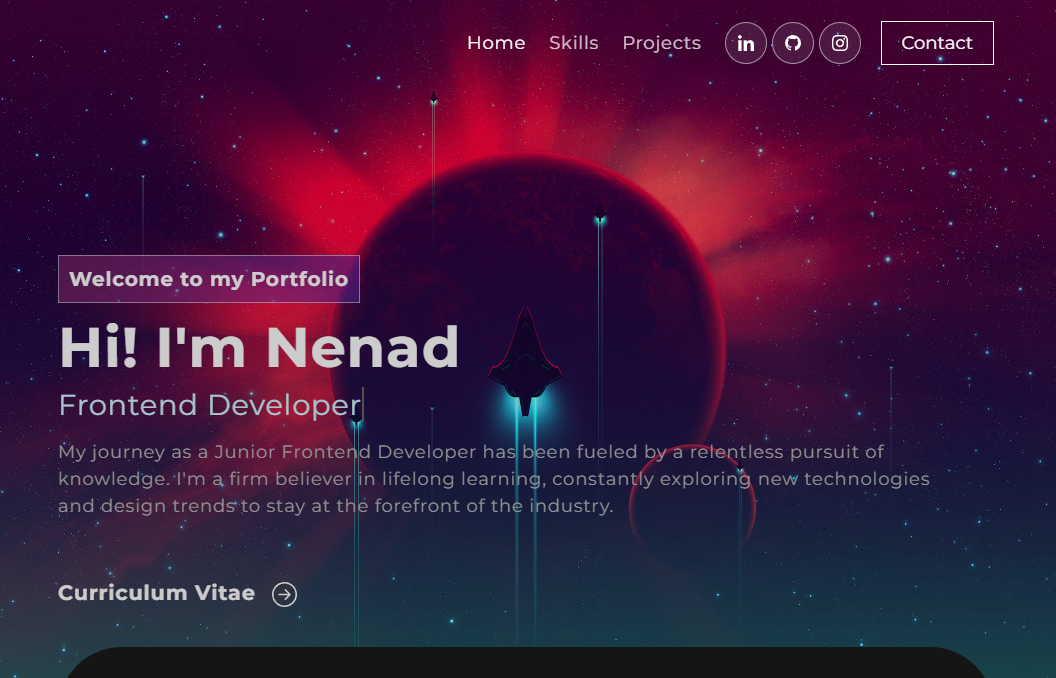 Home Skills Projects in Contact
Welcome to my Portfolio
Hi! I'm Nenad
Frontend Developer
My journey as a Junior Frontend Developer has been fueled by a relentless pursuit of
knowledge. I'm a firm believer in lifelong learning, constantly exploring new technologies
and design trends to stay at the forefront of the industry.
Curriculum Vitae